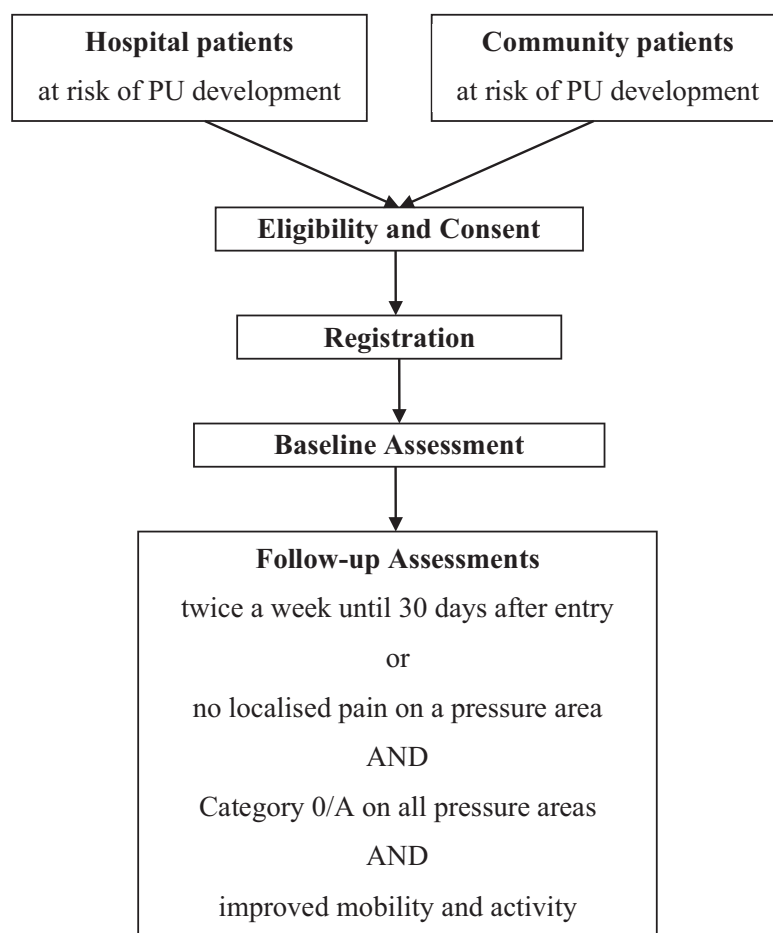 Hospital patients
at risk of PU development
Community patients
at risk of PU development
Eligibility and Consent
Registration
Baseline Assessment
Follow-up Assessments
twice a week until 30 days after entry
or
no localised pain on a pressure area
AND
Category 0/A on all pressure areas
AND
improved mobility and activity